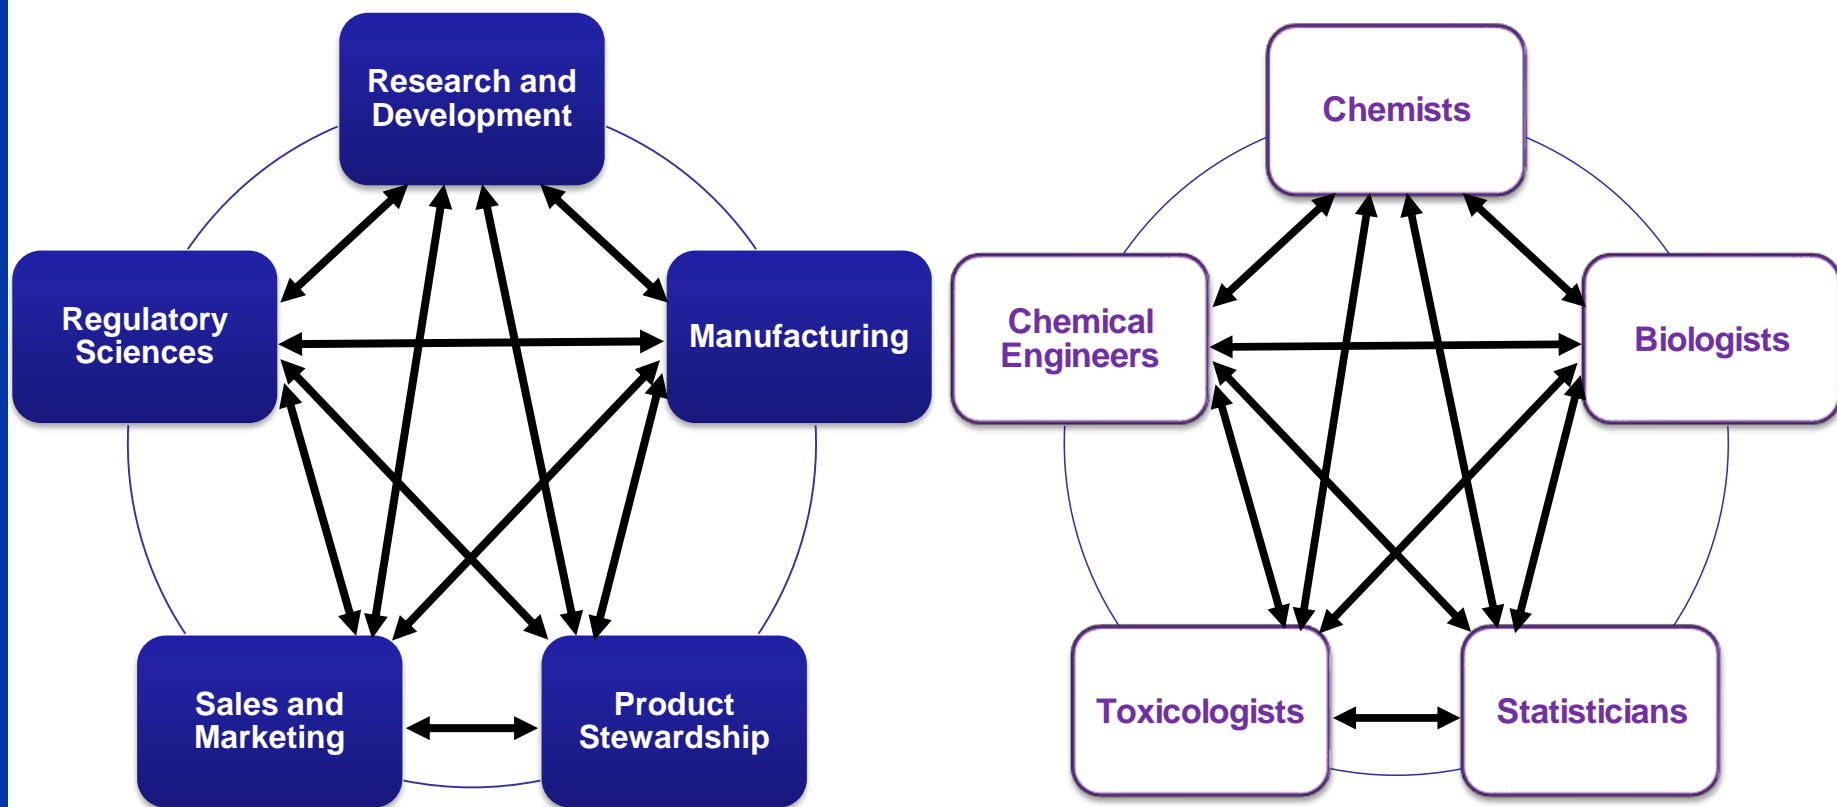 Research and
Development
Regulatory
Sciences
Manufacturing
Sales and
Marketing
Product
Stewardship
Chemists
Chemical
Engineers
Biologists
Toxicologists
Statisticians